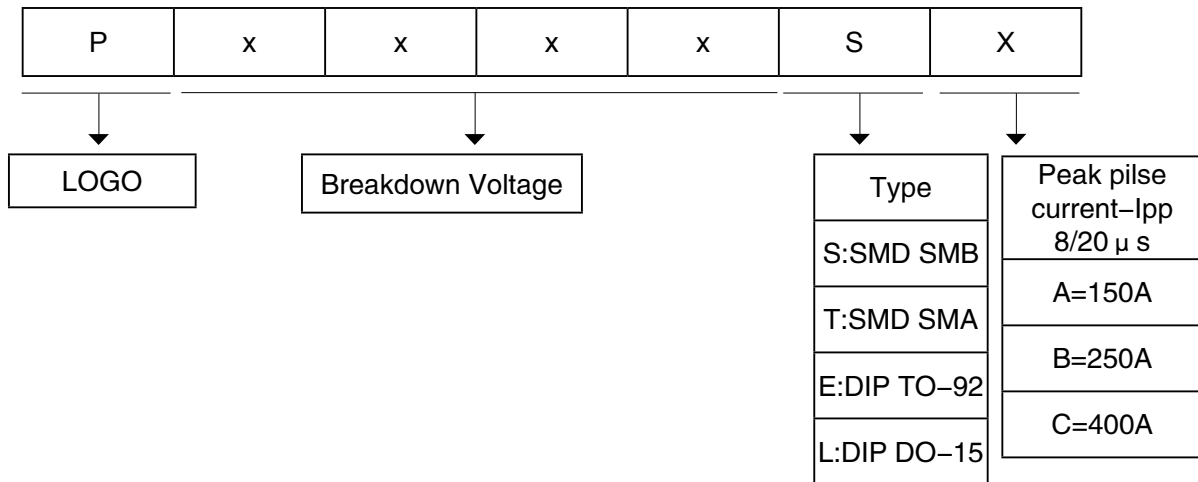 P x x x x S X
LOGO
Breakdown Voltage
Type
S:SMD SMB
T:SMD SMA
E:DIP TO−92
L:DIP DO−15
Peak pilse
current−Ipp
8/20 μ s
A=150A
B=250A
C=400A